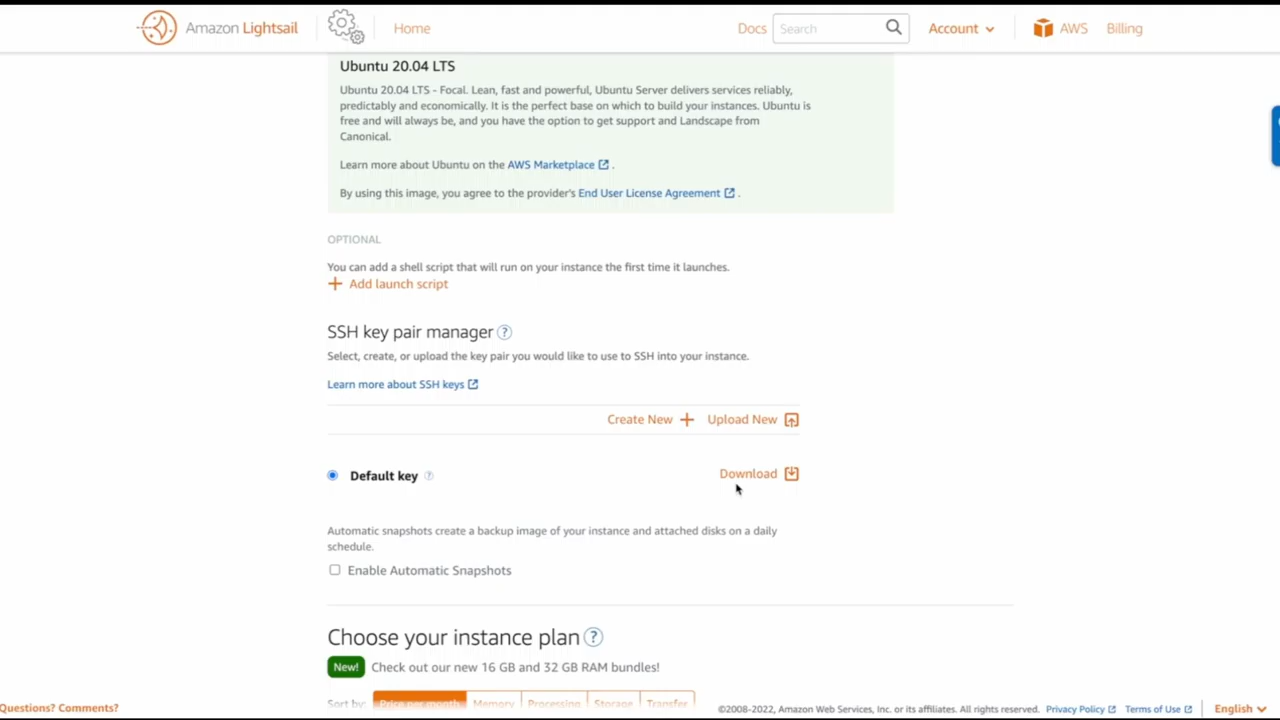 Amazon Lightsail
Home
Docs
Search
Account
AWS
Billing
Ubuntu 20.04 LTS
Ubuntu 20.04 LTS - Focal. Lean, fast and powerful, Ubuntu Server delivers services reliably,
predictably and economically. It is the perfect base on which to build your instances. Ubuntu is
free and will always be, and you have the option to get support and Landscape from
Canonical.
Learn more about Ubuntu on the AWS Marketplace .
By using this image, you agree to the provider's End User License Agreement .
OPTIONAL
You can add a shell script that will run on your instance the first time it launches.
+ Add launch script
SSH key pair manager ?
Select, create, or upload the key pair you would like to use to SSH into your instance.
Learn more about SSH keys
Create New + Upload New
Default key ? Download
Automatic snapshots create a backup image of your instance and attached disks on a daily
schedule.
Enable Automatic Snapshots
Choose your instance plan ?
New! Check out our new 16 GB and 32 GB RAM bundles!
Sort by: Price per month Memory Processing Storage Transfer
Questions? Comments?
©2008-2022, Amazon Web Services, Inc. or its affiliates. All rights reserved. Privacy Policy Terms of Use English